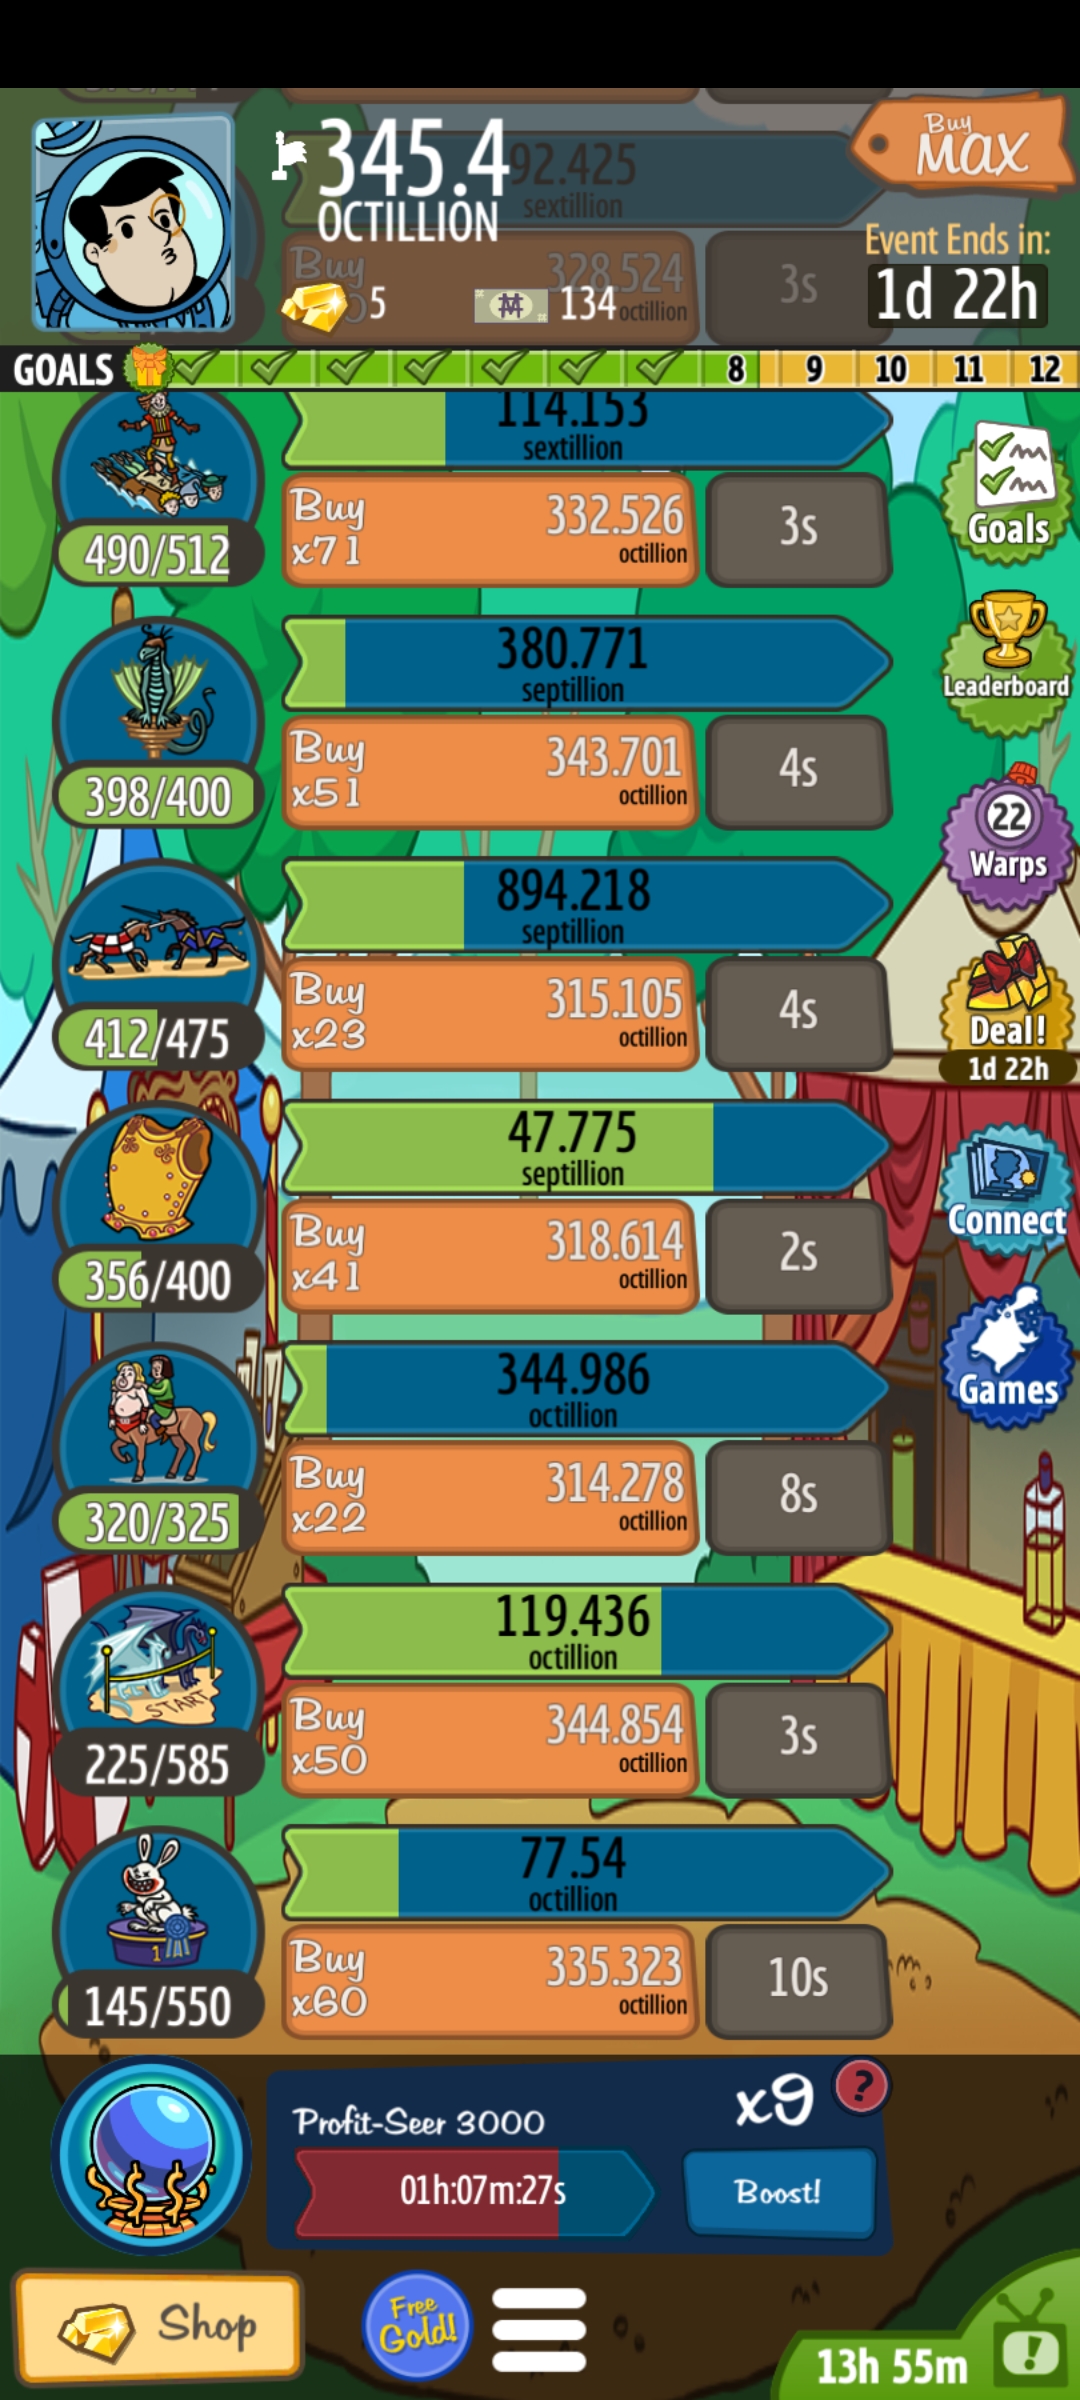 345.4
OCTILLION
92.425
sextillion
Buy
MAX
Event Ends in:
1d 22h
Buy
328.524
octillion
3s
5
134
GOALS
8
9
10
11
12
114.153
sextillion
490/512
Buy
x71
332.526
octillion
3s
Goals
380.771
septillion
398/400
Buy
x51
343.701
octillion
4s
Leaderboard
22
Warps
894.218
septillion
412/475
Buy
x23
315.105
octillion
4s
Deal!
1d 22h
47.775
septillion
356/400
Buy
x41
318.614
octillion
2s
Connect
344.986
octillion
320/325
Buy
x22
314.278
octillion
8s
Games
119.436
octillion
START
225/585
Buy
x50
344.854
octillion
3s
77.54
octillion
1
145/550
Buy
x60
335.323
octillion
10s
Profit-Seer 3000
x9
?
01h:07m:27s
Boost!
Shop
Free
Gold!
13h 55m
!